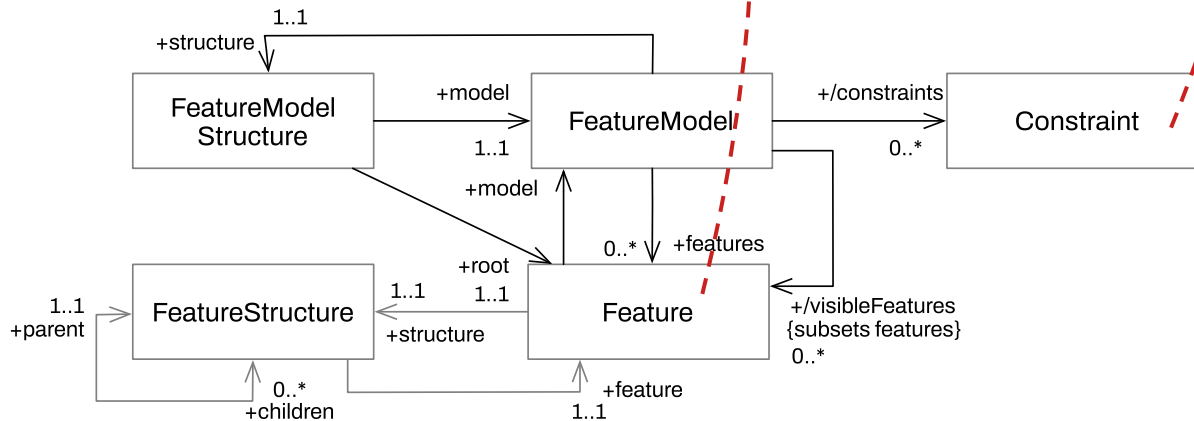 1..1
+structure
FeatureModel
Structure
+model
1..1
FeatureModel
+/constraints
0..*
Constraint
+model
0..*
+features
+root
1..1
1..1
+structure
1..1
+parent
FeatureStructure
Feature
+/visibleFeatures
{subsets features}
0..*
0..*
+children
+feature
1..1